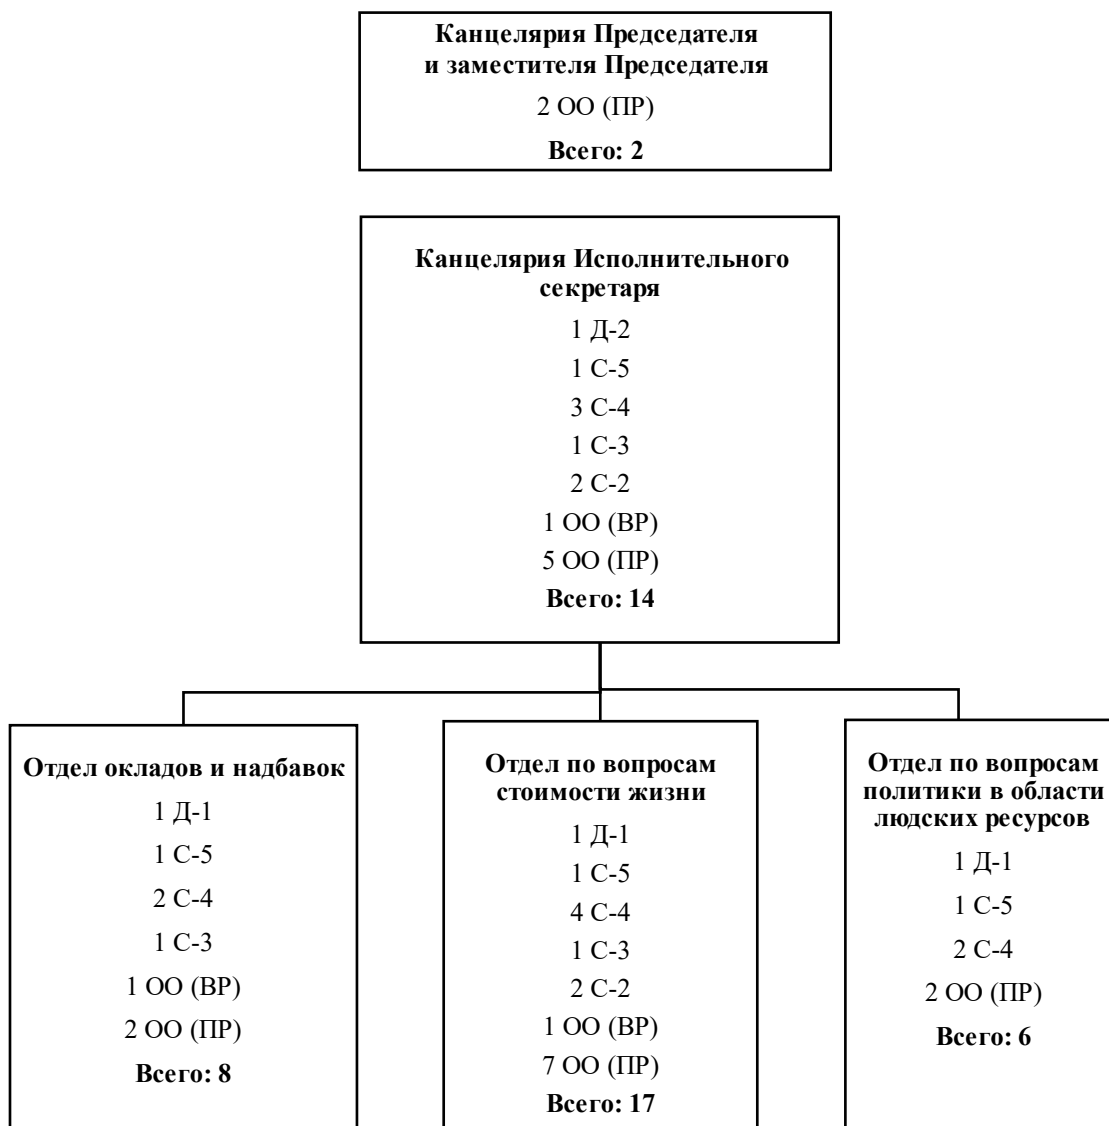 Канцелярия Председателя
и заместителя Председателя
2 ОО (ПР)
Всего: 2
Канцелярия Исполнительного
секретаря
1 Д-2
1 С-5
3 С-4
1 С-3
2 С-2
1 ОО (ВР)
5 ОО (ПР)
Всего: 14
Отдел окладов и надбавок
1 Д-1
1 С-5
2 С-4
1 С-3
1 ОО (ВР)
2 ОО (ПР)
Всего: 8
Отдел по вопросам
стоимости жизни
1 Д-1
1 С-5
4 С-4
1 С-3
2 С-2
1 ОО (ВР)
7 ОО (ПР)
Всего: 17
Отдел по вопросам
политики в области
людских ресурсов
1 Д-1
1 С-5
2 С-4
2 ОО (ПР)
Всего: 6